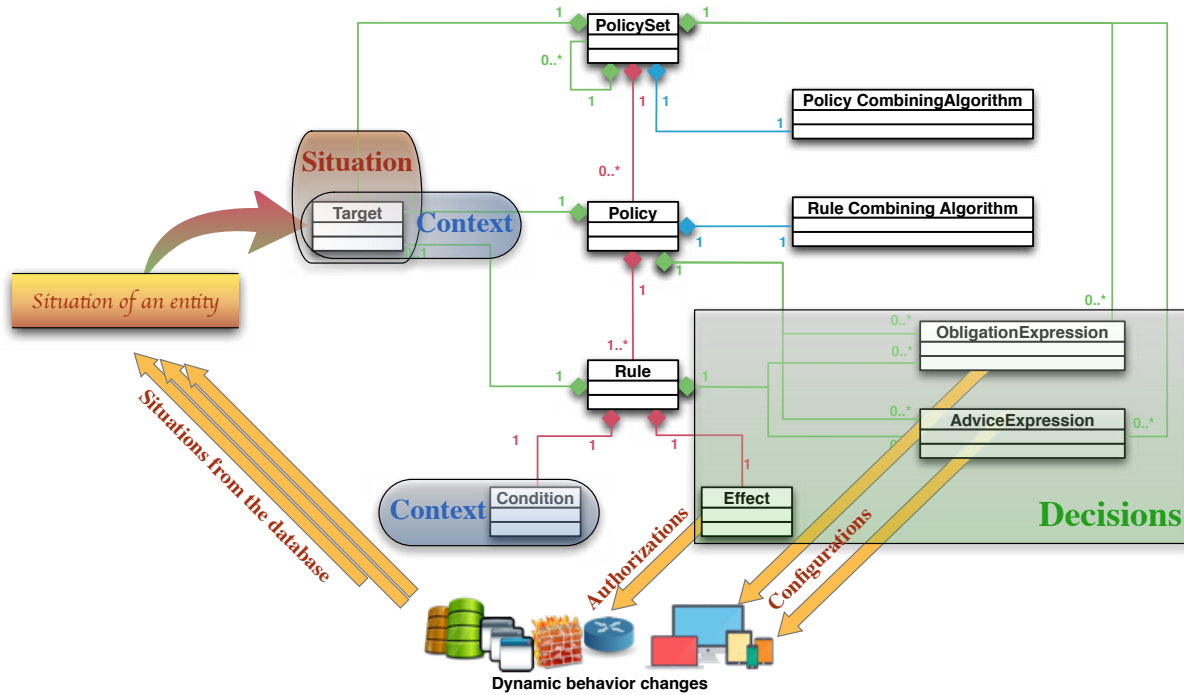 1
PolicySet
1
0..*
1
1
1
Policy CombiningAlgorithm
1
Situation
0..*
Target
Context
1
Policy
1
1
Rule Combining Algorithm
1
1
1
Situation of an entity
0..*
0..*
ObligationExpression
1..*
0..*
1
Rule
1
0..*
AdviceExpression
0..*
0..
1
1
1
1
Context
Condition
Effect
Decisions
Situations from the database
Authorizations
Configurations
Dynamic behavior changes